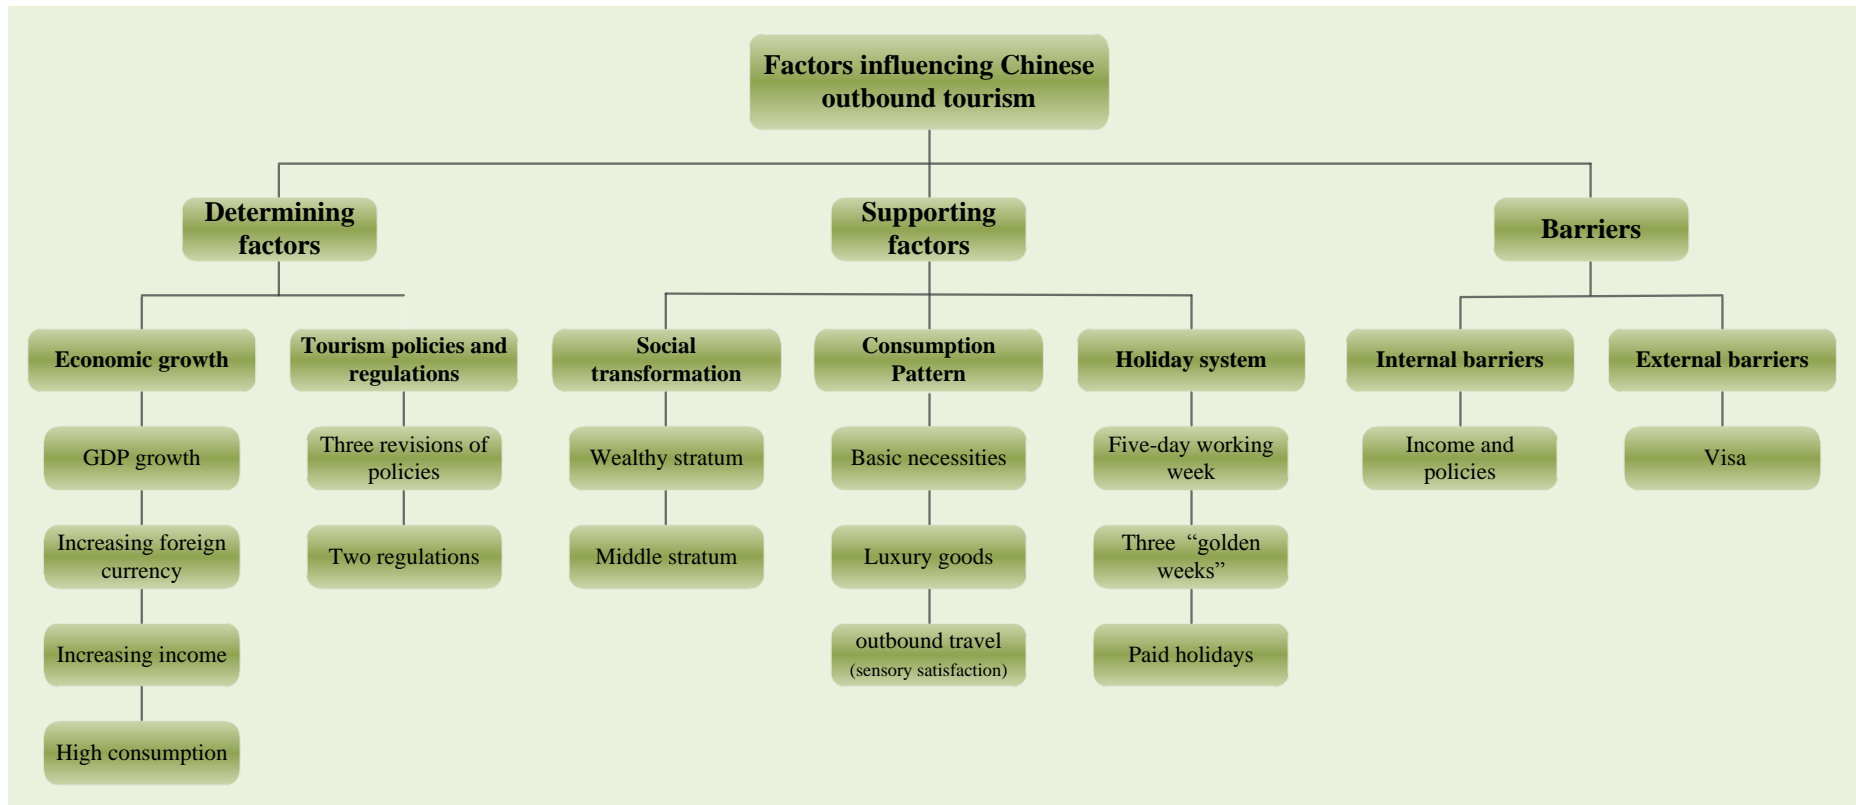 Factors influencing Chinese
outbound tourism
Determining
factors
Supporting
factors
Barriers
Economic growth
Tourism policies and
regulations
Social
transformation
Consumption
Pattern
Holiday system
Internal barriers
External barriers
GDP growth
Three revisions of
policies
Wealthy stratum
Basic necessities
Five-day working
week
Income and
policies
Visa
Increasing foreign
currency
Two regulations
Middle stratum
Luxury goods
Three “golden
weeks”
Increasing income
outbound travel
(sensory satisfaction)
Paid holidays
High consumption